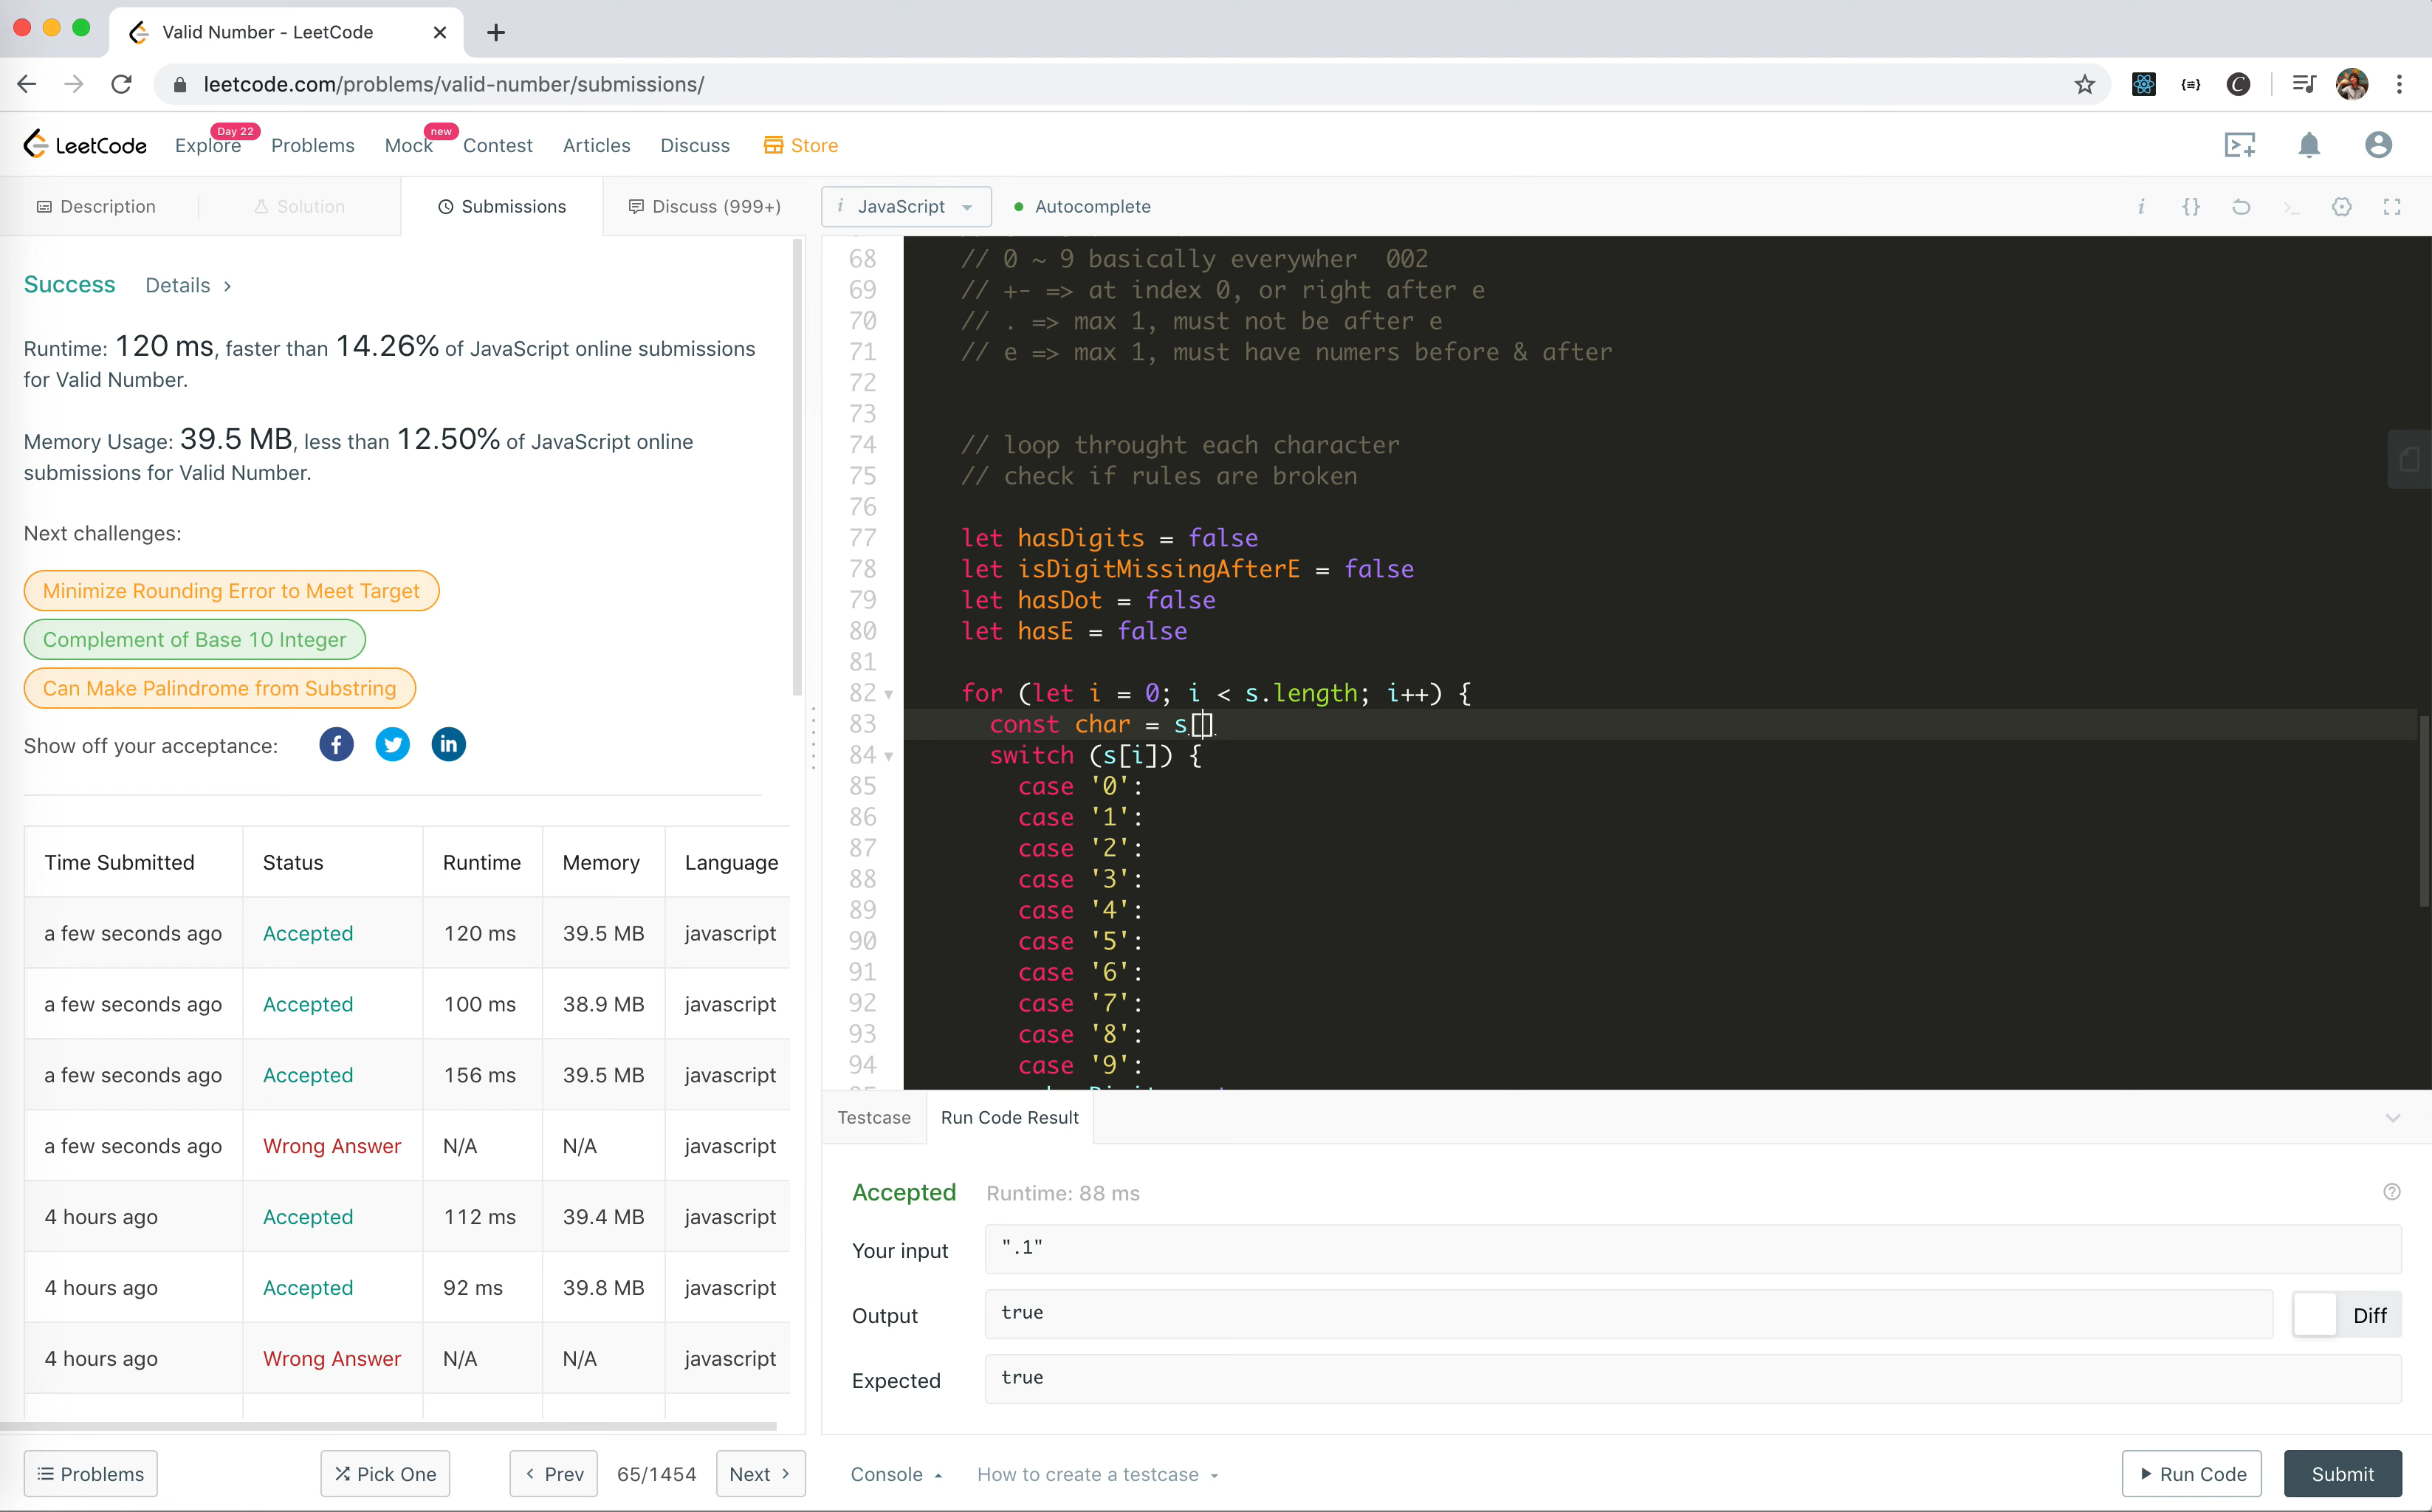 Valid Number - LeetCode
leetcode.com/problems/valid-number/submissions/
LeetCode
Explore
Day 22
Problems
Mock
new
Contest
Articles
Discuss
Store
Description
Solution
Submissions
Discuss (999+)
i JavaScript
Autocomplete
Success
Details
Runtime: 120 ms, faster than 14.26% of JavaScript online submissions
for Valid Number.
Memory Usage: 39.5 MB, less than 12.50% of JavaScript online
submissions for Valid Number.
Next challenges:
Minimize Rounding Error to Meet Target
Complement of Base 10 Integer
Can Make Palindrome from Substring
Show off your acceptance:
Time Submitted Status Runtime Memory Language
a few seconds ago Accepted 120 ms 39.5 MB javascript
a few seconds ago Accepted 100 ms 38.9 MB javascript
a few seconds ago Accepted 156 ms 39.5 MB javascript
a few seconds ago Wrong Answer N/A N/A javascript
4 hours ago Accepted 112 ms 39.4 MB javascript
4 hours ago Accepted 92 ms 39.8 MB javascript
4 hours ago Wrong Answer N/A N/A javascript
68 // 0 ~ 9 basically everywher  002
69 // +- => at index 0, or right after e
70 // . => max 1, must not be after e
71 // e => max 1, must have numers before & after
72
73
74 // loop throught each character
75 // check if rules are broken
76
77 let hasDigits = false
78 let isDigitMissingAfterE = false
79 let hasDot = false
80 let hasE = false
81
82 for (let i = 0; i < s.length; i++) {
83 const char = s[]
84 switch (s[i]) {
85 case '0':
86 case '1':
87 case '2':
88 case '3':
89 case '4':
90 case '5':
91 case '6':
92 case '7':
93 case '8':
94 case '9':
Testcase
Run Code Result
Accepted
Runtime: 88 ms
Your input
".1"
Output
true
Diff
Expected
true
Problems
Pick One
Prev
65/1454
Next
Console
How to create a testcase
Run Code
Submit